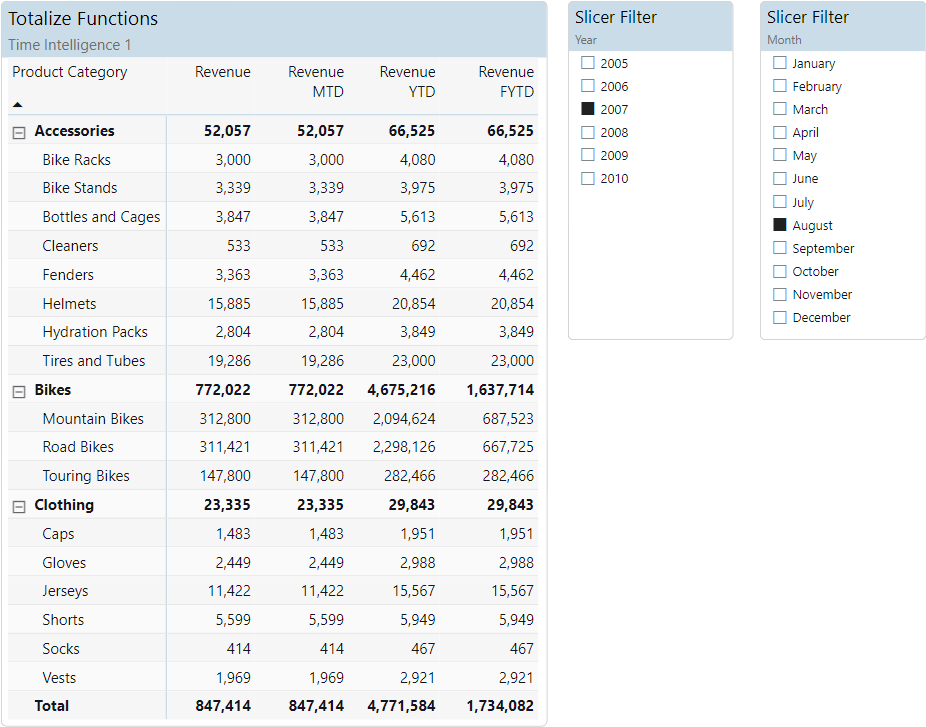 Totalize Functions
Time Intelligence 1
Product Category Revenue Revenue Revenue Revenue
MTD YTD FYTD
Accessories 52,057 52,057 66,525 66,525
Bike Racks 3,000 3,000 4,080 4,080
Bike Stands 3,339 3,339 3,975 3,975
Bottles and Cages 3,847 3,847 5,613 5,613
Cleaners 533 533 692 692
Fenders 3,363 3,363 4,462 4,462
Helmets 15,885 15,885 20,854 20,854
Hydration Packs 2,804 2,804 3,849 3,849
Tires and Tubes 19,286 19,286 23,000 23,000
Bikes 772,022 772,022 4,675,216 1,637,714
Mountain Bikes 312,800 312,800 2,094,624 687,523
Road Bikes 311,421 311,421 2,298,126 667,725
Touring Bikes 147,800 147,800 282,466 282,466
Clothing 23,335 23,335 29,843 29,843
Caps 1,483 1,483 1,951 1,951
Gloves 2,449 2,449 2,988 2,988
Jerseys 11,422 11,422 15,567 15,567
Shorts 5,599 5,599 5,949 5,949
Socks 414 414 467 467
Vests 1,969 1,969 2,921 2,921
Total 847,414 847,414 4,771,584 1,734,082
Slicer Filter
Year
2005
2006
2007
2008
2009
2010
Slicer Filter
Month
January
February
March
April
May
June
July
August
September
October
November
December